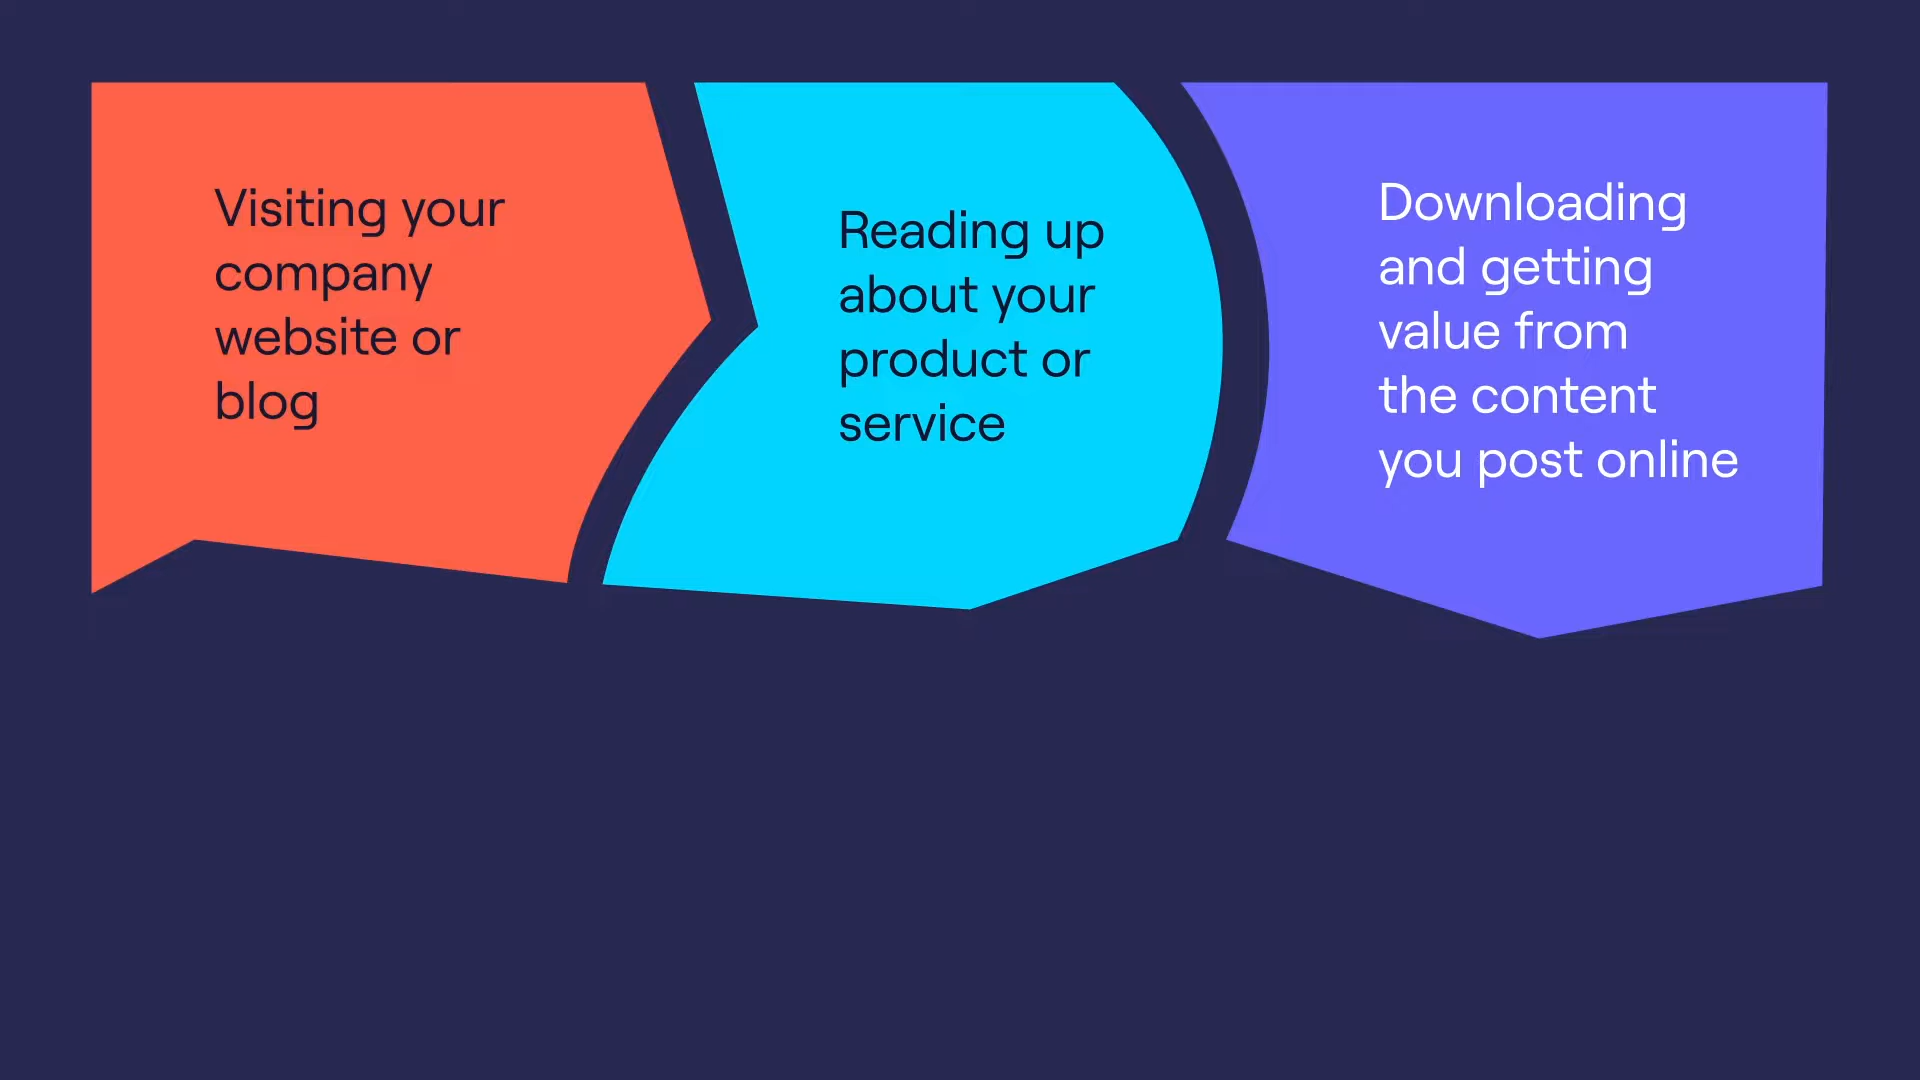 Visiting your
company
website or
blog
Reading up
about your
product or
service
Downloading
and getting
value from
the content
you post online